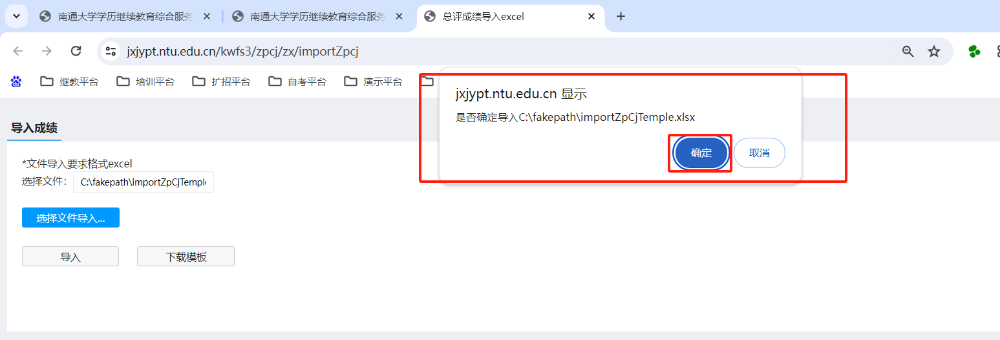 南通大学学历继续教育综合服务
南通大学学历继续教育综合服务
总评成绩导入excel
jxjypt.ntu.edu.cn/kwfs3/zpcj/zx/importZpcj
du
继教平台
培训平台
扩招平台
自考平台
演示平台
jxjypt.ntu.edu.cn 显示
是否确定导入C:\fakepath\importZpCjTemple.xlsx
确定
取消
导入成绩
*文件导入要求格式excel
选择文件: C:\fakepath\importZpCjTemple
选择文件导入...
导入
下载模板